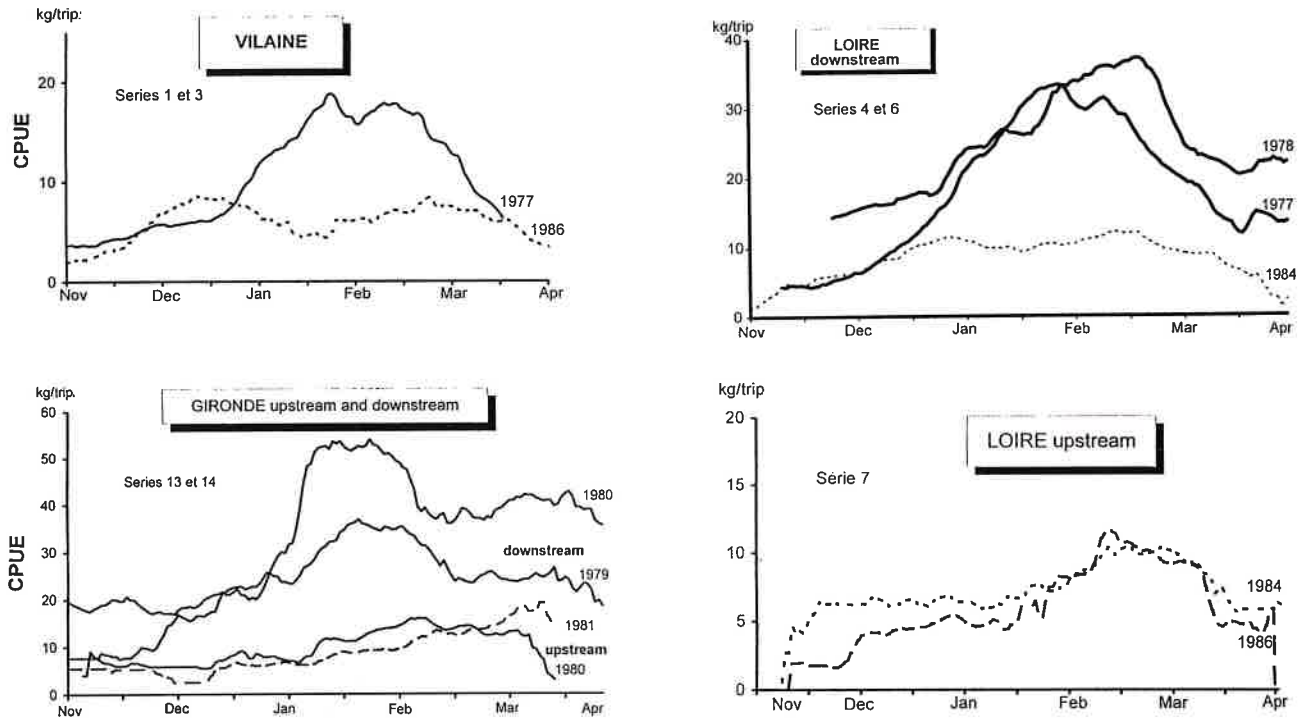 kg/trip:
VILAINE
Series 1 et 3
CPUE
20
10
0
1977
1986
Nov Dec Jan Feb Mar Apr
kg/trip
LOIRE
downstream
Series 4 et 6
40
30
20
10
0
1978
1977
1984
Nov Dec Jan Feb Mar Apr
kg/trip.
GIRONDE upstream and downstream
Series 13 et 14
CPUE
60
50
40
30
20
10
0
1980
downstream
1979
1981
upstream
1980
Nov Dec Jan Feb Mar Apr
kg/trip
LOIRE upstream
Série 7
20
15
10
5
0
1984
1986
Nov Dec Jan Feb Mar Apr